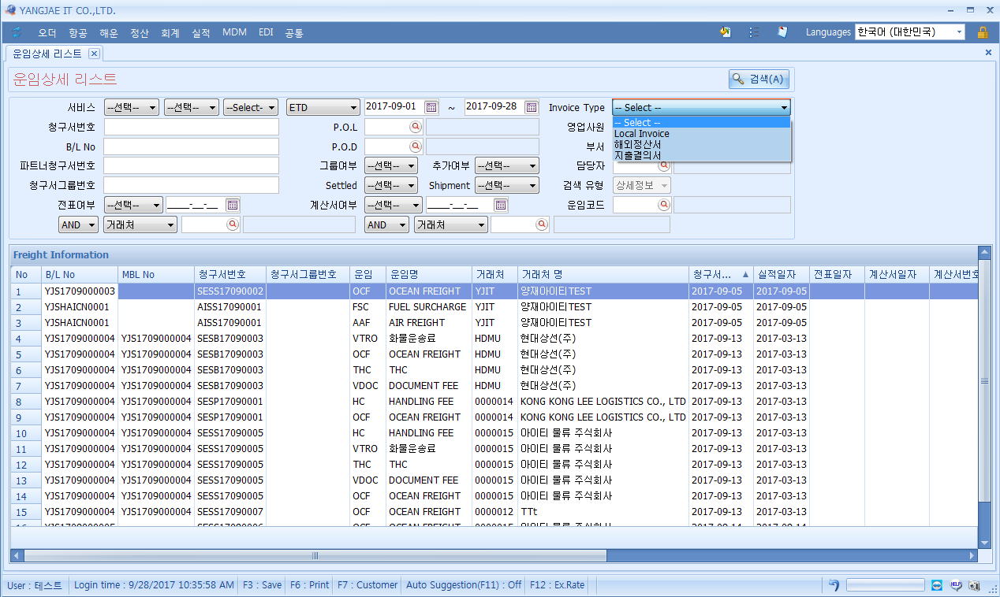 YANGJAE IT CO.,LTD.
오더 항공 해운 정산 회계 실적 MDM EDI 공통 Languages 한국어 (대한민국)
운임상세 리스트
운임상세 리스트 검색(A)
서비스 --선택-- --선택-- --Select- ETD 2017-09-01 ~ 2017-09-28 Invoice Type -- Select --
-- Select --
Local Invoice
해외정산서
지출결의서
청구서번호 P.O.L 영업사원
B/L No P.O.D 부서
파트너청구서번호 그룹여부 --선택-- 추가여부 --선택-- 담당자
청구서그룹번호 Settled --선택-- Shipment --선택-- 검색 유형 상세정보
전표여부 --선택-- ____-__-__ 계산서여부 --선택-- ____-__-__ 운임코드
AND 거래처 AND 거래처
Freight Information
No B/L No MBL No 청구서번호 청구서그룹번호 운임 운임명 거래처 거래처 명 청구서... 실적일자 전표일자 계산서일자 계산서번호
1 YJS1709000003 SESS17090002 OCF OCEAN FREIGHT YJIT 양재아이티TEST 2017-09-05 2017-09-05
2 YJSHAICN0001 AISS17090001 FSC FUEL SURCHARGE YJIT 양재아이티TEST 2017-09-05 2017-09-05
3 YJSHAICN0001 AISS17090001 AAF AIR FREIGHT YJIT 양재아이티TEST 2017-09-05 2017-09-05
4 YJS1709000004 YJS1709000004 SESB17090003 VTRO 화물운송료 HDMU 현대상선(주) 2017-09-13 2017-03-13
5 YJS1709000004 YJS1709000004 SESB17090003 OCF OCEAN FREIGHT HDMU 현대상선(주) 2017-09-13 2017-03-13
6 YJS1709000004 YJS1709000004 SESB17090003 THC THC HDMU 현대상선(주) 2017-09-13 2017-03-13
7 YJS1709000004 YJS1709000004 SESB17090003 VDOC DOCUMENT FEE HDMU 현대상선(주) 2017-09-13 2017-03-13
8 YJS1709000004 YJS1709000004 SESP17090001 HC HANDLING FEE 0000014 KONG KONG LEE LOGISTICS CO., LTD 2017-09-13 2017-03-13
9 YJS1709000004 YJS1709000004 SESP17090001 OCF OCEAN FREIGHT 0000014 KONG KONG LEE LOGISTICS CO., LTD 2017-09-13 2017-03-13
10 YJS1709000004 YJS1709000004 SESS17090005 HC HANDLING FEE 0000015 아이티 물류 주식회사 2017-09-13 2017-03-13
11 YJS1709000004 YJS1709000004 SESS17090005 VTRO 화물운송료 0000015 아이티 물류 주식회사 2017-09-13 2017-03-13
12 YJS1709000004 YJS1709000004 SESS17090005 THC THC 0000015 아이티 물류 주식회사 2017-09-13 2017-03-13
13 YJS1709000004 YJS1709000004 SESS17090005 VDOC DOCUMENT FEE 0000015 아이티 물류 주식회사 2017-09-13 2017-03-13
14 YJS1709000004 YJS1709000004 SESS17090005 OCF OCEAN FREIGHT 0000015 아이티 물류 주식회사 2017-09-13 2017-03-13
15 YJS1709000004 YJS1709000004 SESS17090007 OCF OCEAN FREIGHT 0000012 TTt 2017-09-13 2017-03-13
User : 테스트 Login time : 9/28/2017 10:35:58 AM F3 : Save F6 : Print F7 : Customer Auto Suggestion(F11) : Off F12 : Ex.Rate HELP